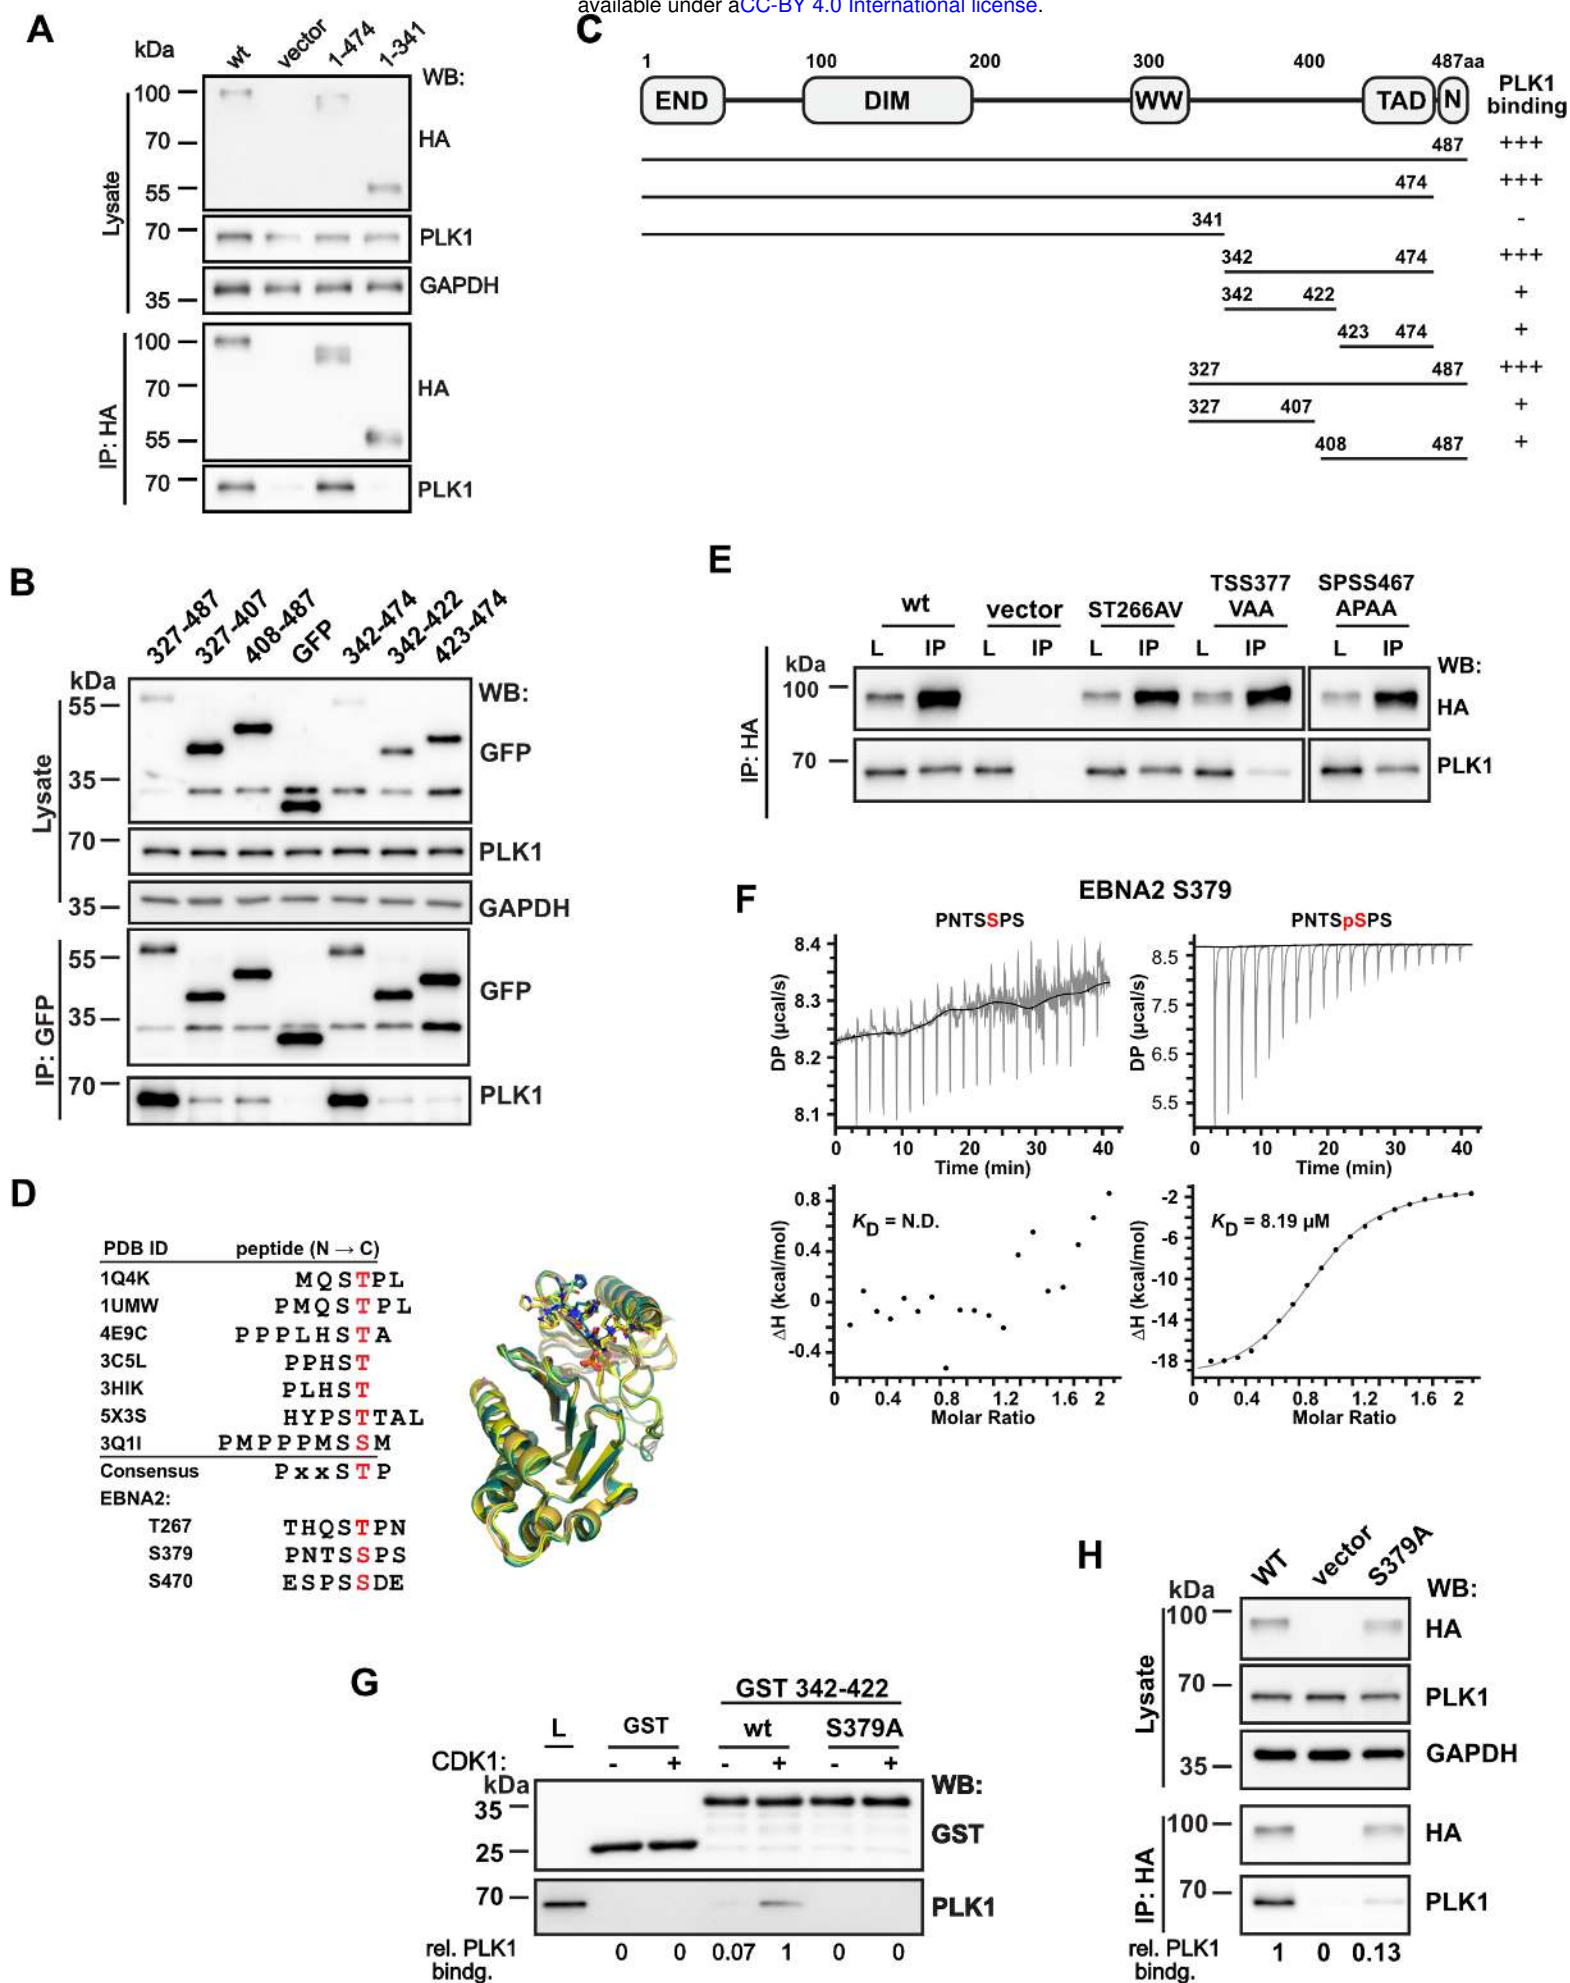 available under aCC-BY 4.0 International license.
A
kDa
wt
vector
1-474
1-341
WB:
Lysate
100
70
55
HA
70
PLK1
35
GAPDH
IP: HA
100
70
55
HA
70
PLK1
C
1
100
200
300
400
487aa
END
DIM
WW
TAD
N
PLK1
binding
487
+++
474
+++
341
-
342
474
+++
342
422
+
423
474
+
327
487
+++
327
407
+
408
487
+
B
327-487
327-407
408-487
GFP
342-474
342-422
423-474
kDa
WB:
Lysate
55
35
GFP
70
PLK1
35
GAPDH
IP: GFP
55
35
GFP
70
PLK1
E
wt
vector
ST266AV
TSS377
VAA
SPSS467
APAA
L IP L IP L IP L IP L IP
kDa
WB:
IP: HA
100
HA
70
PLK1
D
PDB ID peptide (N → C)
1Q4K MQSTPL
1UMW PMQSTPL
4E9C PPPLHSTA
3C5L PPHST
3HIK PLHST
5X3S HYPSTTAL
3Q1I PMPPPMSSM
Consensus PxxSTP
EBNA2:
T267 THQSTPN
S379 PNTSSPS
S470 ESPSSDE
F
EBNA2 S379
PNTSSPS
PNTSpSPS
DP (µcal/s)
8.4
8.3
8.2
8.1
0 10 20 30 40
Time (min)
DP (µcal/s)
8.5
7.5
6.5
5.5
0 10 20 30 40
Time (min)
ΔH (kcal/mol)
0.8
0.4
0
-0.4
KD = N.D.
0 0.4 0.8 1.2 1.6 2
Molar Ratio
ΔH (kcal/mol)
-2
-6
-10
-14
-18
KD = 8.19 µM
0 0.4 0.8 1.2 1.6 2
Molar Ratio
G
GST 342-422
L GST wt S379A
CDK1: - + - + - +
kDa
WB:
35
25
GST
70
PLK1
rel. PLK1
bindg.
0 0 0.07 1 0 0
H
WT
vector
S379A
kDa
WB:
Lysate
100
HA
70
PLK1
35
GAPDH
IP: HA
100
HA
70
PLK1
rel. PLK1
bindg.
1 0 0.13